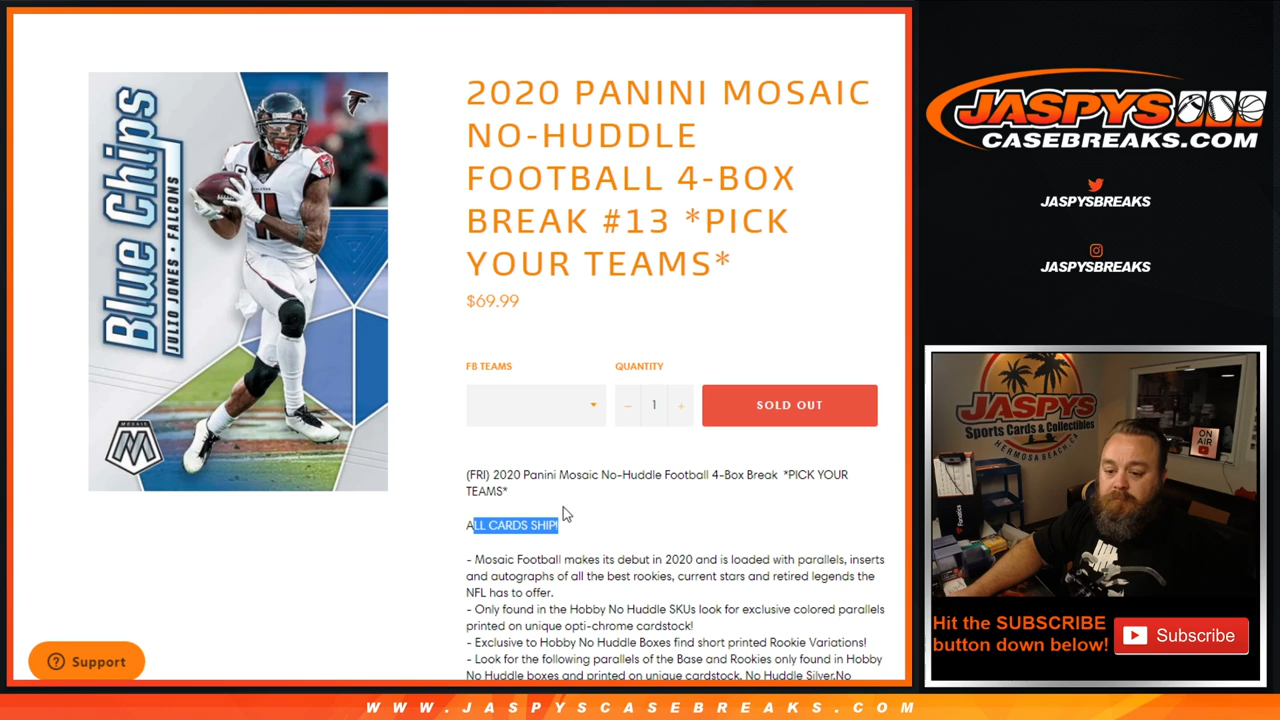 2020 PANINI MOSAIC
NO-HUDDLE
FOOTBALL 4-BOX
BREAK #13 *PICK
YOUR TEAMS*
$69.99
FB TEAMS
QUANTITY
− 1 +
SOLD OUT
(FRI) 2020 Panini Mosaic No-Huddle Football 4-Box Break *PICK YOUR
TEAMS*
ALL CARDS SHIP!
- Mosaic Football makes its debut in 2020 and is loaded with parallels, inserts
and autographs of all the best rookies, current stars and retired legends the
NFL has to offer.
- Only found in the Hobby No Huddle SKUs look for exclusive colored parallels
printed on unique opti-chrome cardstock!
- Exclusive to Hobby No Huddle Boxes find short printed Rookie Variations!
- Look for the following parallels of the Base and Rookies only found in Hobby
No Huddle boxes and printed on unique cardstock. No Huddle Silver,No
Blue Chips
JULIO JONES • FALCONS
MOSAIC
Support
JASPYS
CASEBREAKS.COM
JASPYSBREAKS
JASPYSBREAKS
JASPYS
Sports Cards & Collectibles
HERMOSA BEACH, CA
ON
AIR
Fanatics
Hit the SUBSCRIBE
button down below!
Subscribe
WWW.JASPYSCASEBREAKS.COM